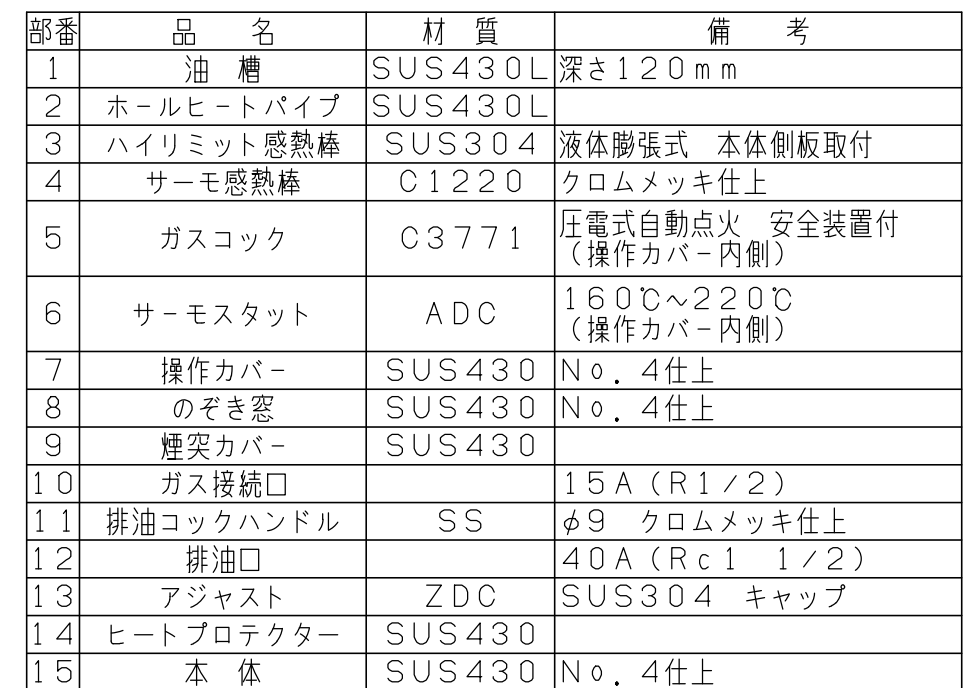 部番 品 名 材 質 備 考
1 油 槽 SUS430L 深さ120mm
2 ホールヒートパイプ SUS430L
3 ハイリミット感熱棒 SUS304 液体膨張式 本体側板取付
4 サーモ感熱棒 C1220 クロムメッキ仕上
5 ガスコック C3771 圧電式自動点火 安全装置付
(操作カバー内側)
6 サーモスタット ADC 160℃~220℃
(操作カバー内側)
7 操作カバー SUS430 No. 4仕上
8 のぞき窓 SUS430 No. 4仕上
9 煙突カバー SUS430
10 ガス接続口 15A(R1/2)
11 排油コックハンドル SS φ9 クロムメッキ仕上
12 排油口 40A(Rc1 1/2)
13 アジャスト ZDC SUS304 キャップ
14 ヒートプロテクター SUS430
15 本 体 SUS430 No. 4仕上